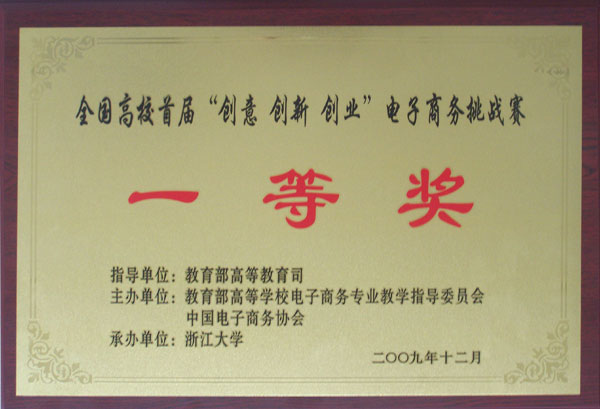 全国高校首届“创意 创新 创业”电子商务挑战赛
一等奖
指导单位：教育部高等教育司
主办单位：教育部高等学校电子商务专业教学指导委员会
中国电子商务协会
承办单位：浙江大学
二〇〇九年十二月